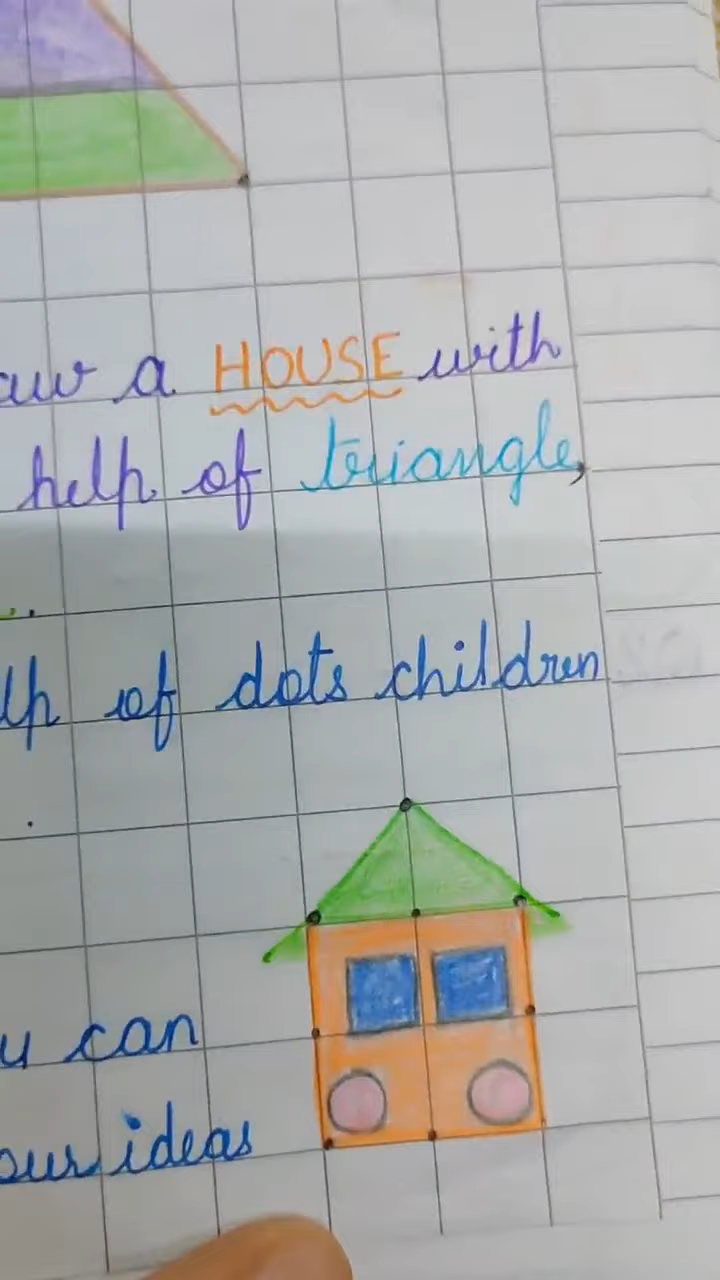 aw a HOUSE with
help of triangle,
lp of dots children
u can
our ideas